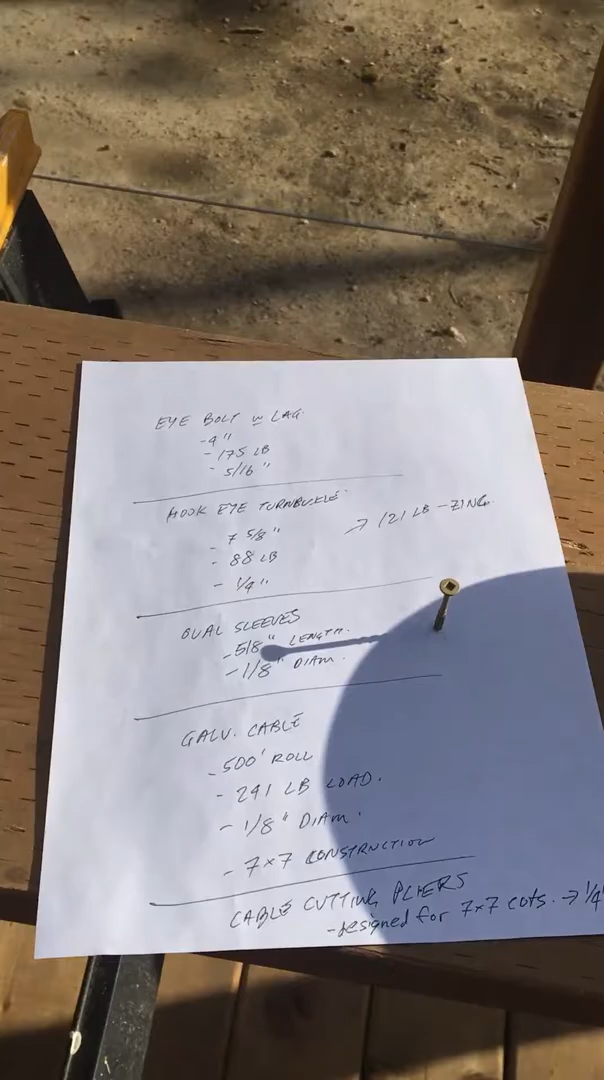 EYE BOLT w LAG.
- 4"
- 175 LB
- 5/16"
HOOK EYE TURNBUCKLE
- 7 5/8" → 121 LB - ZING.
- 88 LB
- 1/4"
OVAL SLEEVES
- 5/8" LENGTH.
- 1/8" DIAM.
GALV. CABLE
- 500' ROLL
- 241 LB LOAD.
- 1/8" DIAM.
- 7x7 CONSTRUCTION
CABLE CUTTING PLIERS
- designed for 7x7 cuts. → 1/4"